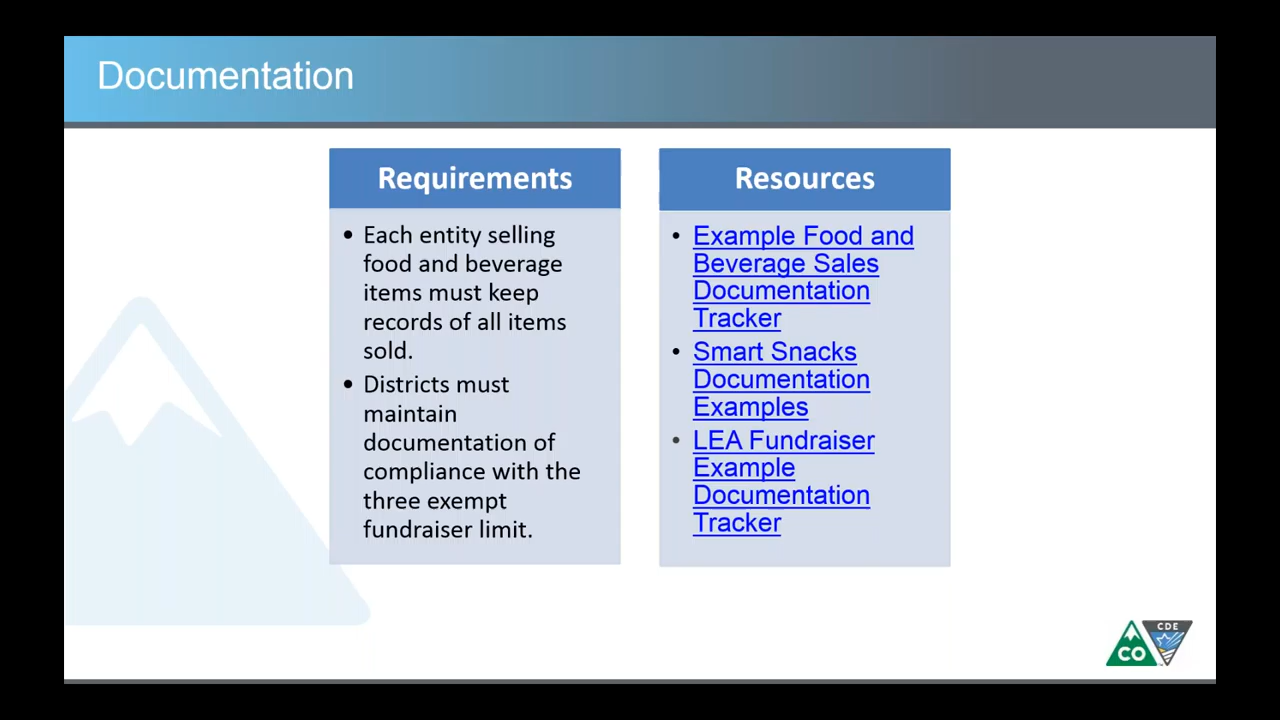 Documentation
Requirements
• Each entity selling
food and beverage
items must keep
records of all items
sold.
• Districts must
maintain
documentation of
compliance with the
three exempt
fundraiser limit.
Resources
• Example Food and
Beverage Sales
Documentation
Tracker
• Smart Snacks
Documentation
Examples
• LEA Fundraiser
Example
Documentation
Tracker
CO
CDE